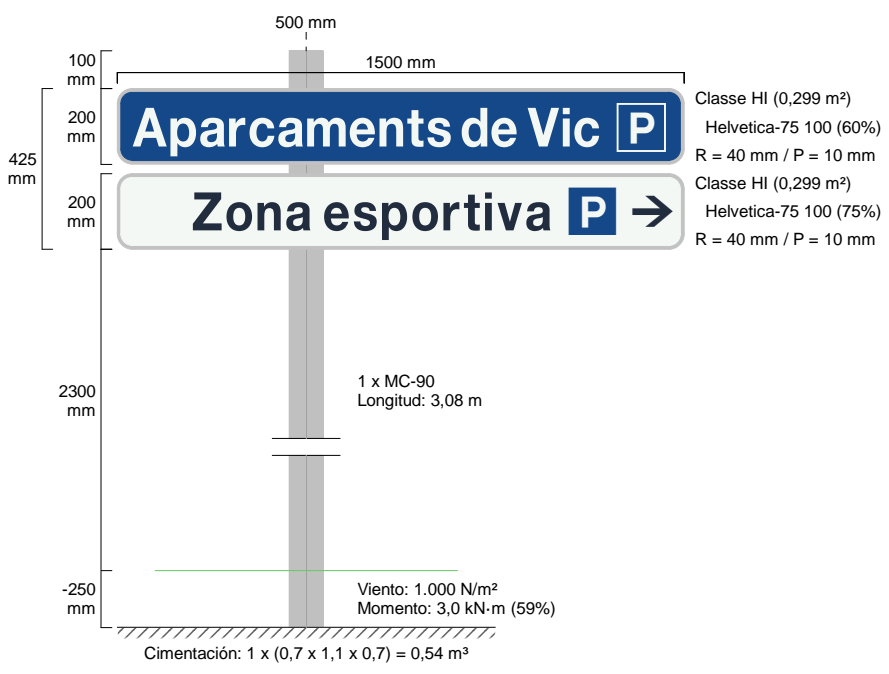 500 mm
100
mm
1500 mm
200
mm
Aparcaments de Vic P
Classe HI (0,299 m²)
Helvetica-75 100 (60%)
R = 40 mm / P = 10 mm
425
mm
200
mm
Zona esportiva P →
Classe HI (0,299 m²)
Helvetica-75 100 (75%)
R = 40 mm / P = 10 mm
2300
mm
1 x MC-90
Longitud: 3,08 m
-250
mm
Viento: 1.000 N/m²
Momento: 3,0 kN·m (59%)
Cimentación: 1 x (0,7 x 1,1 x 0,7) = 0,54 m³